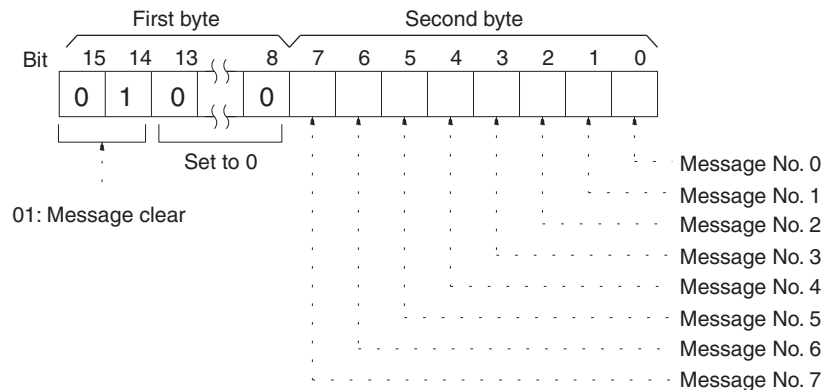 First byte Second byte
Bit 15 14 13 8 7 6 5 4 3 2 1 0
0 1 0 0
Set to 0
01: Message clear
Message No. 0
Message No. 1
Message No. 2
Message No. 3
Message No. 4
Message No. 5
Message No. 6
Message No. 7